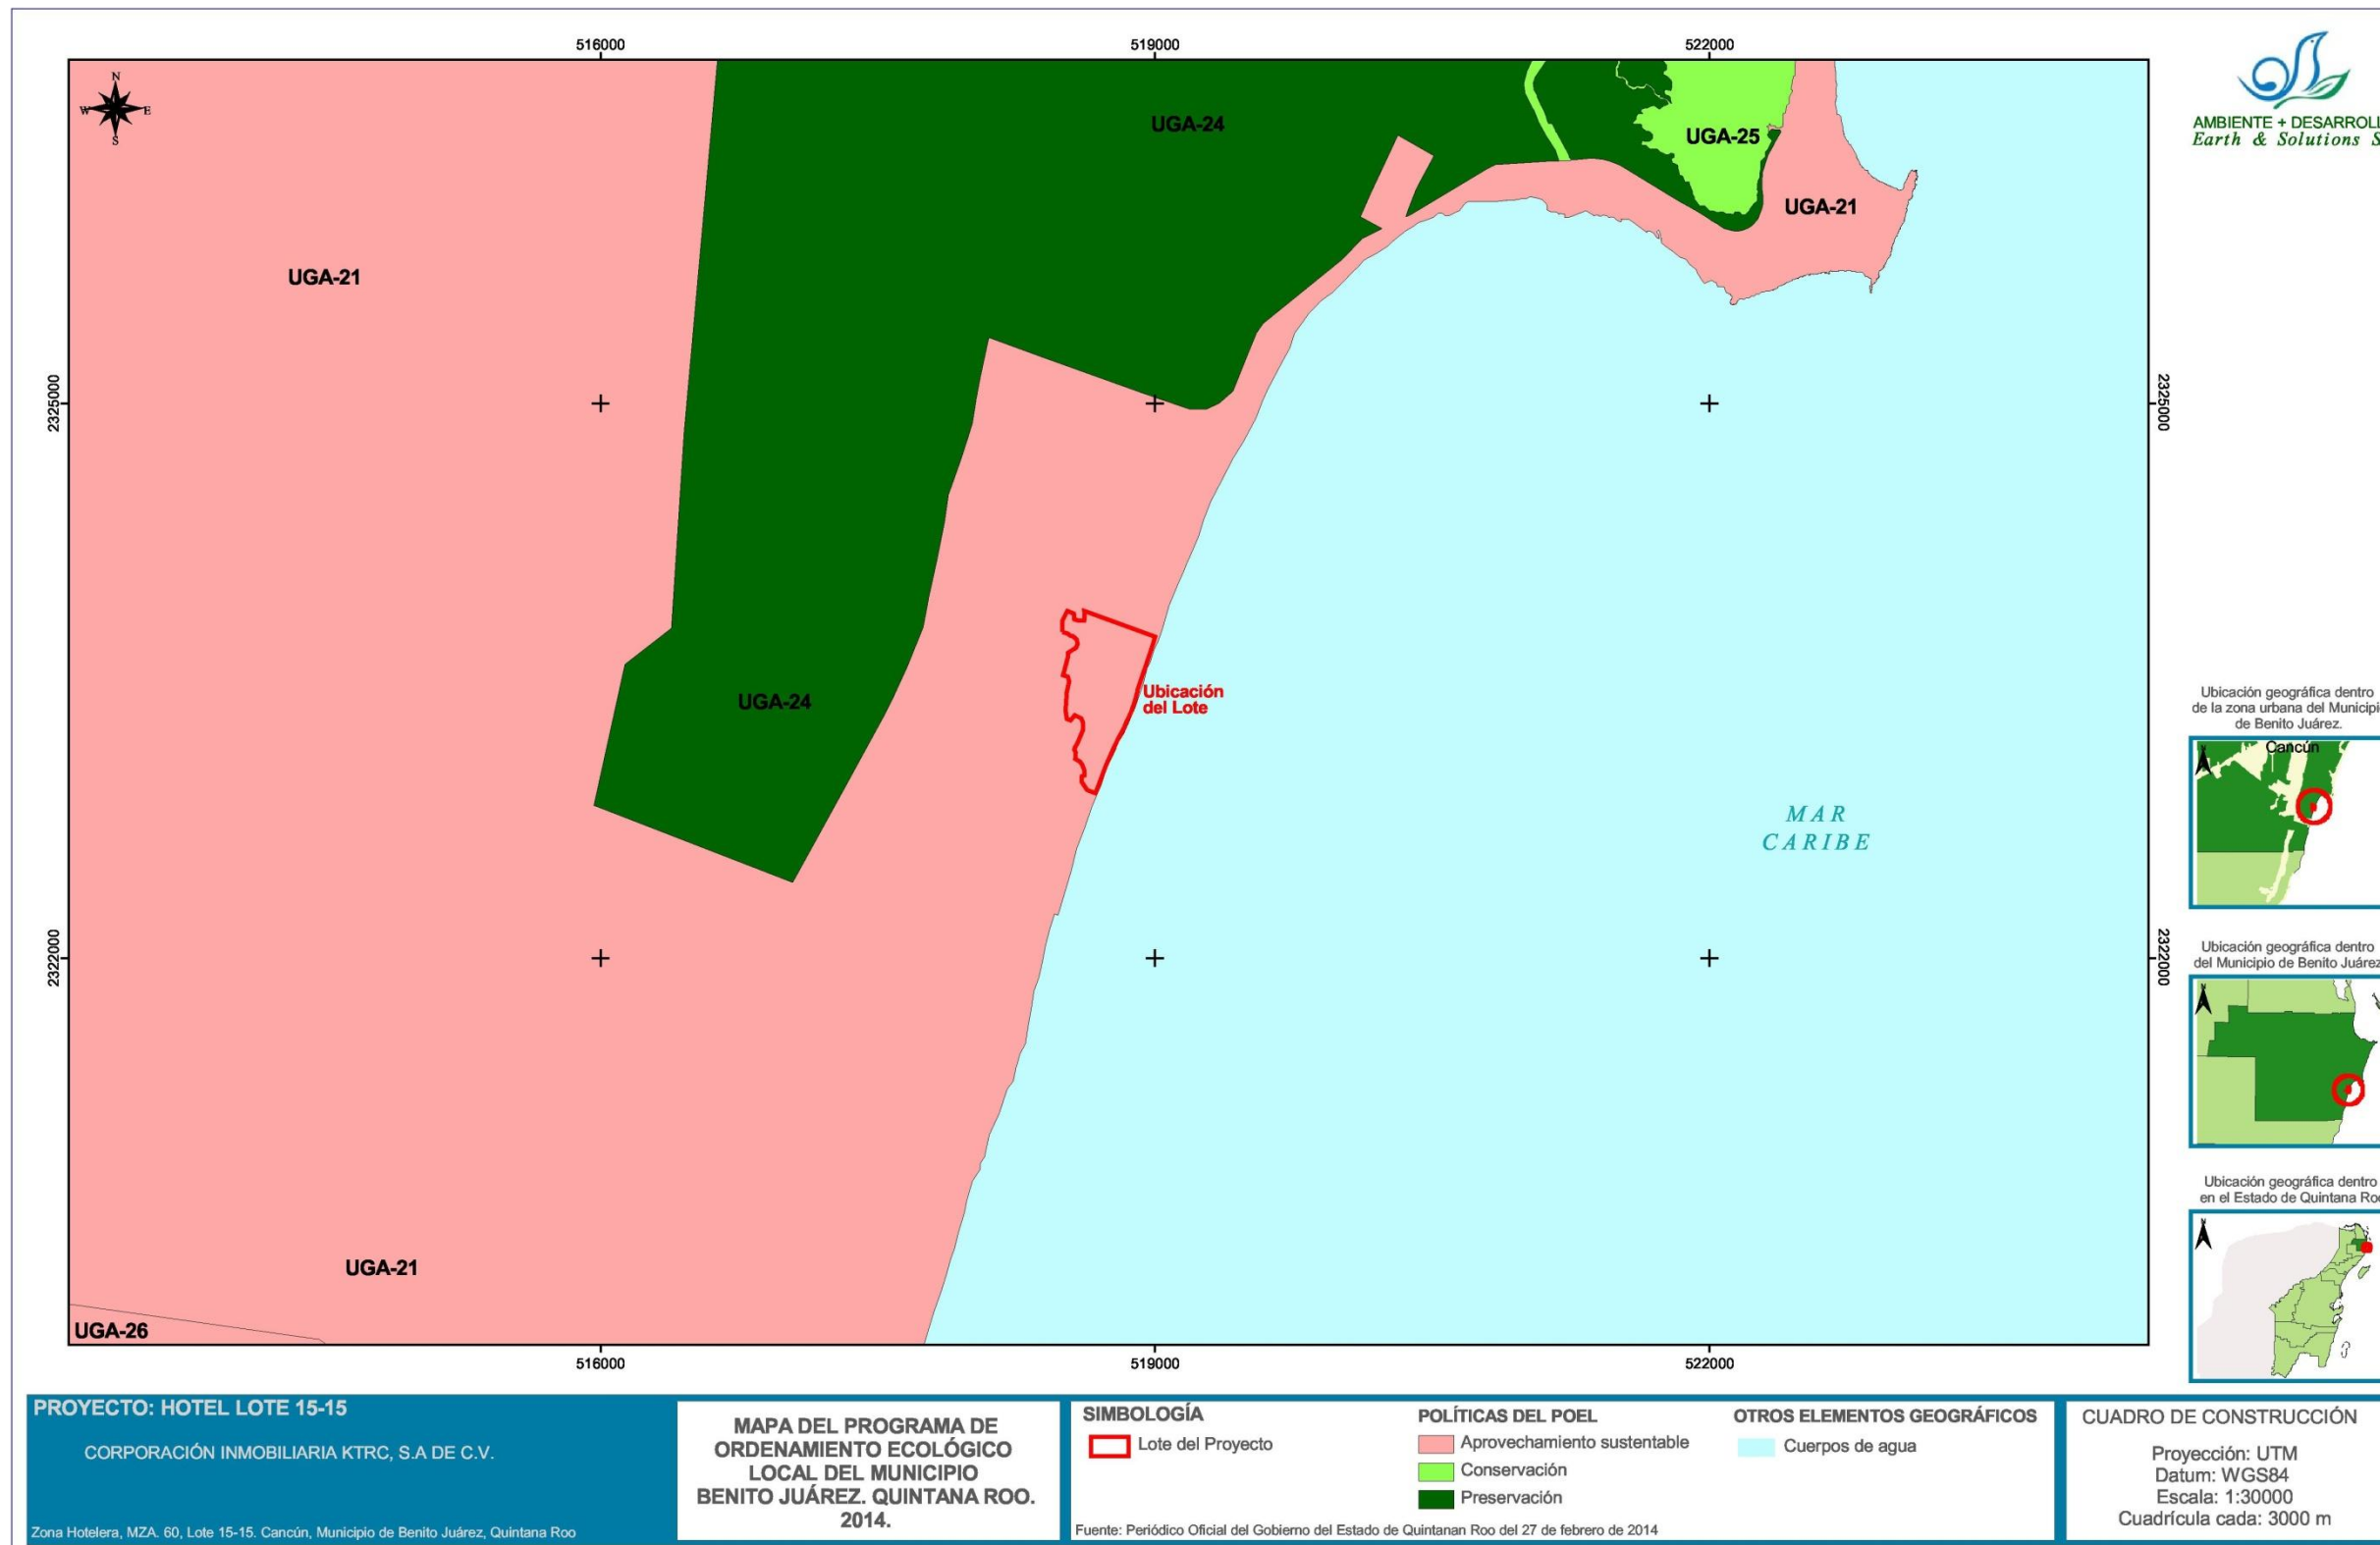 516000
519000
522000
N
W E
S
UGA-24
UGA-25
UGA-21
UGA-21
2325000
2325000
AMBIENTE + DESARROLL
Earth & Solutions S
UGA-24
Ubicación
del Lote
MAR
CARIBE
2322000
2322000
UGA-21
UGA-26
516000
519000
522000
Ubicación geográfica dentro
de la zona urbana del Municipi
de Benito Juárez.
N
Cancún
Ubicación geográfica dentro
del Municipio de Benito Juárez
N
Ubicación geográfica dentro
en el Estado de Quintana Roo
N
PROYECTO: HOTEL LOTE 15-15
CORPORACIÓN INMOBILIARIA KTRC, S.A DE C.V.
Zona Hotelera, MZA. 60, Lote 15-15. Cancún, Municipio de Benito Juárez, Quintana Roo
MAPA DEL PROGRAMA DE
ORDENAMIENTO ECOLÓGICO
LOCAL DEL MUNICIPIO
BENITO JUÁREZ. QUINTANA ROO.
2014.
SIMBOLOGÍA
Lote del Proyecto
POLÍTICAS DEL POEL
Aprovechamiento sustentable
Conservación
Preservación
OTROS ELEMENTOS GEOGRÁFICOS
Cuerpos de agua
Fuente: Periódico Oficial del Gobierno del Estado de Quintanan Roo del 27 de febrero de 2014
CUADRO DE CONSTRUCCIÓN
Proyección: UTM
Datum: WGS84
Escala: 1:30000
Cuadrícula cada: 3000 m